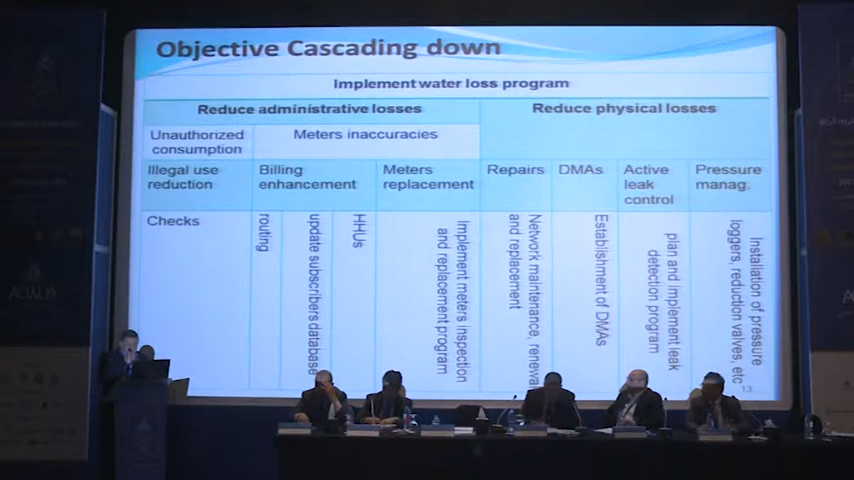 Objective Cascading down
Implement water loss program
Reduce administrative losses
Reduce physical losses
Unauthorized
consumption
Meters inaccuracies
Illegal use
reduction
Billing
enhancement
Meters
replacement
Repairs
DMAs
Active
leak
control
Pressure
manag.
Checks
routing
update subscribers database
HHUs
Implement meters inspection
and replacement program
Network maintenance, renewal
and replacement
Establishment of DMAs
plan and implement leak
detection program
Installation of pressure
loggers, reduction valves, etc
13
ACWUA